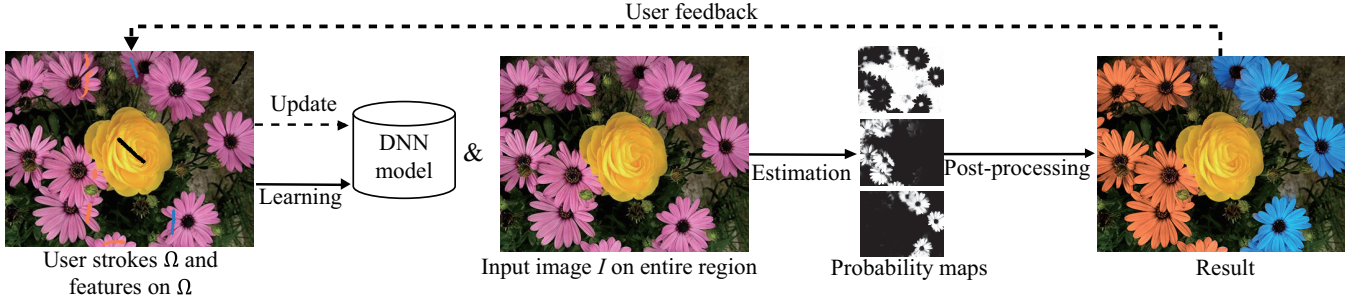 User feedback
Update
Learning
DNN
model
&
Estimation
Post-processing
User strokes Ω and
features on Ω
Input image I on entire region
Probability maps
Result